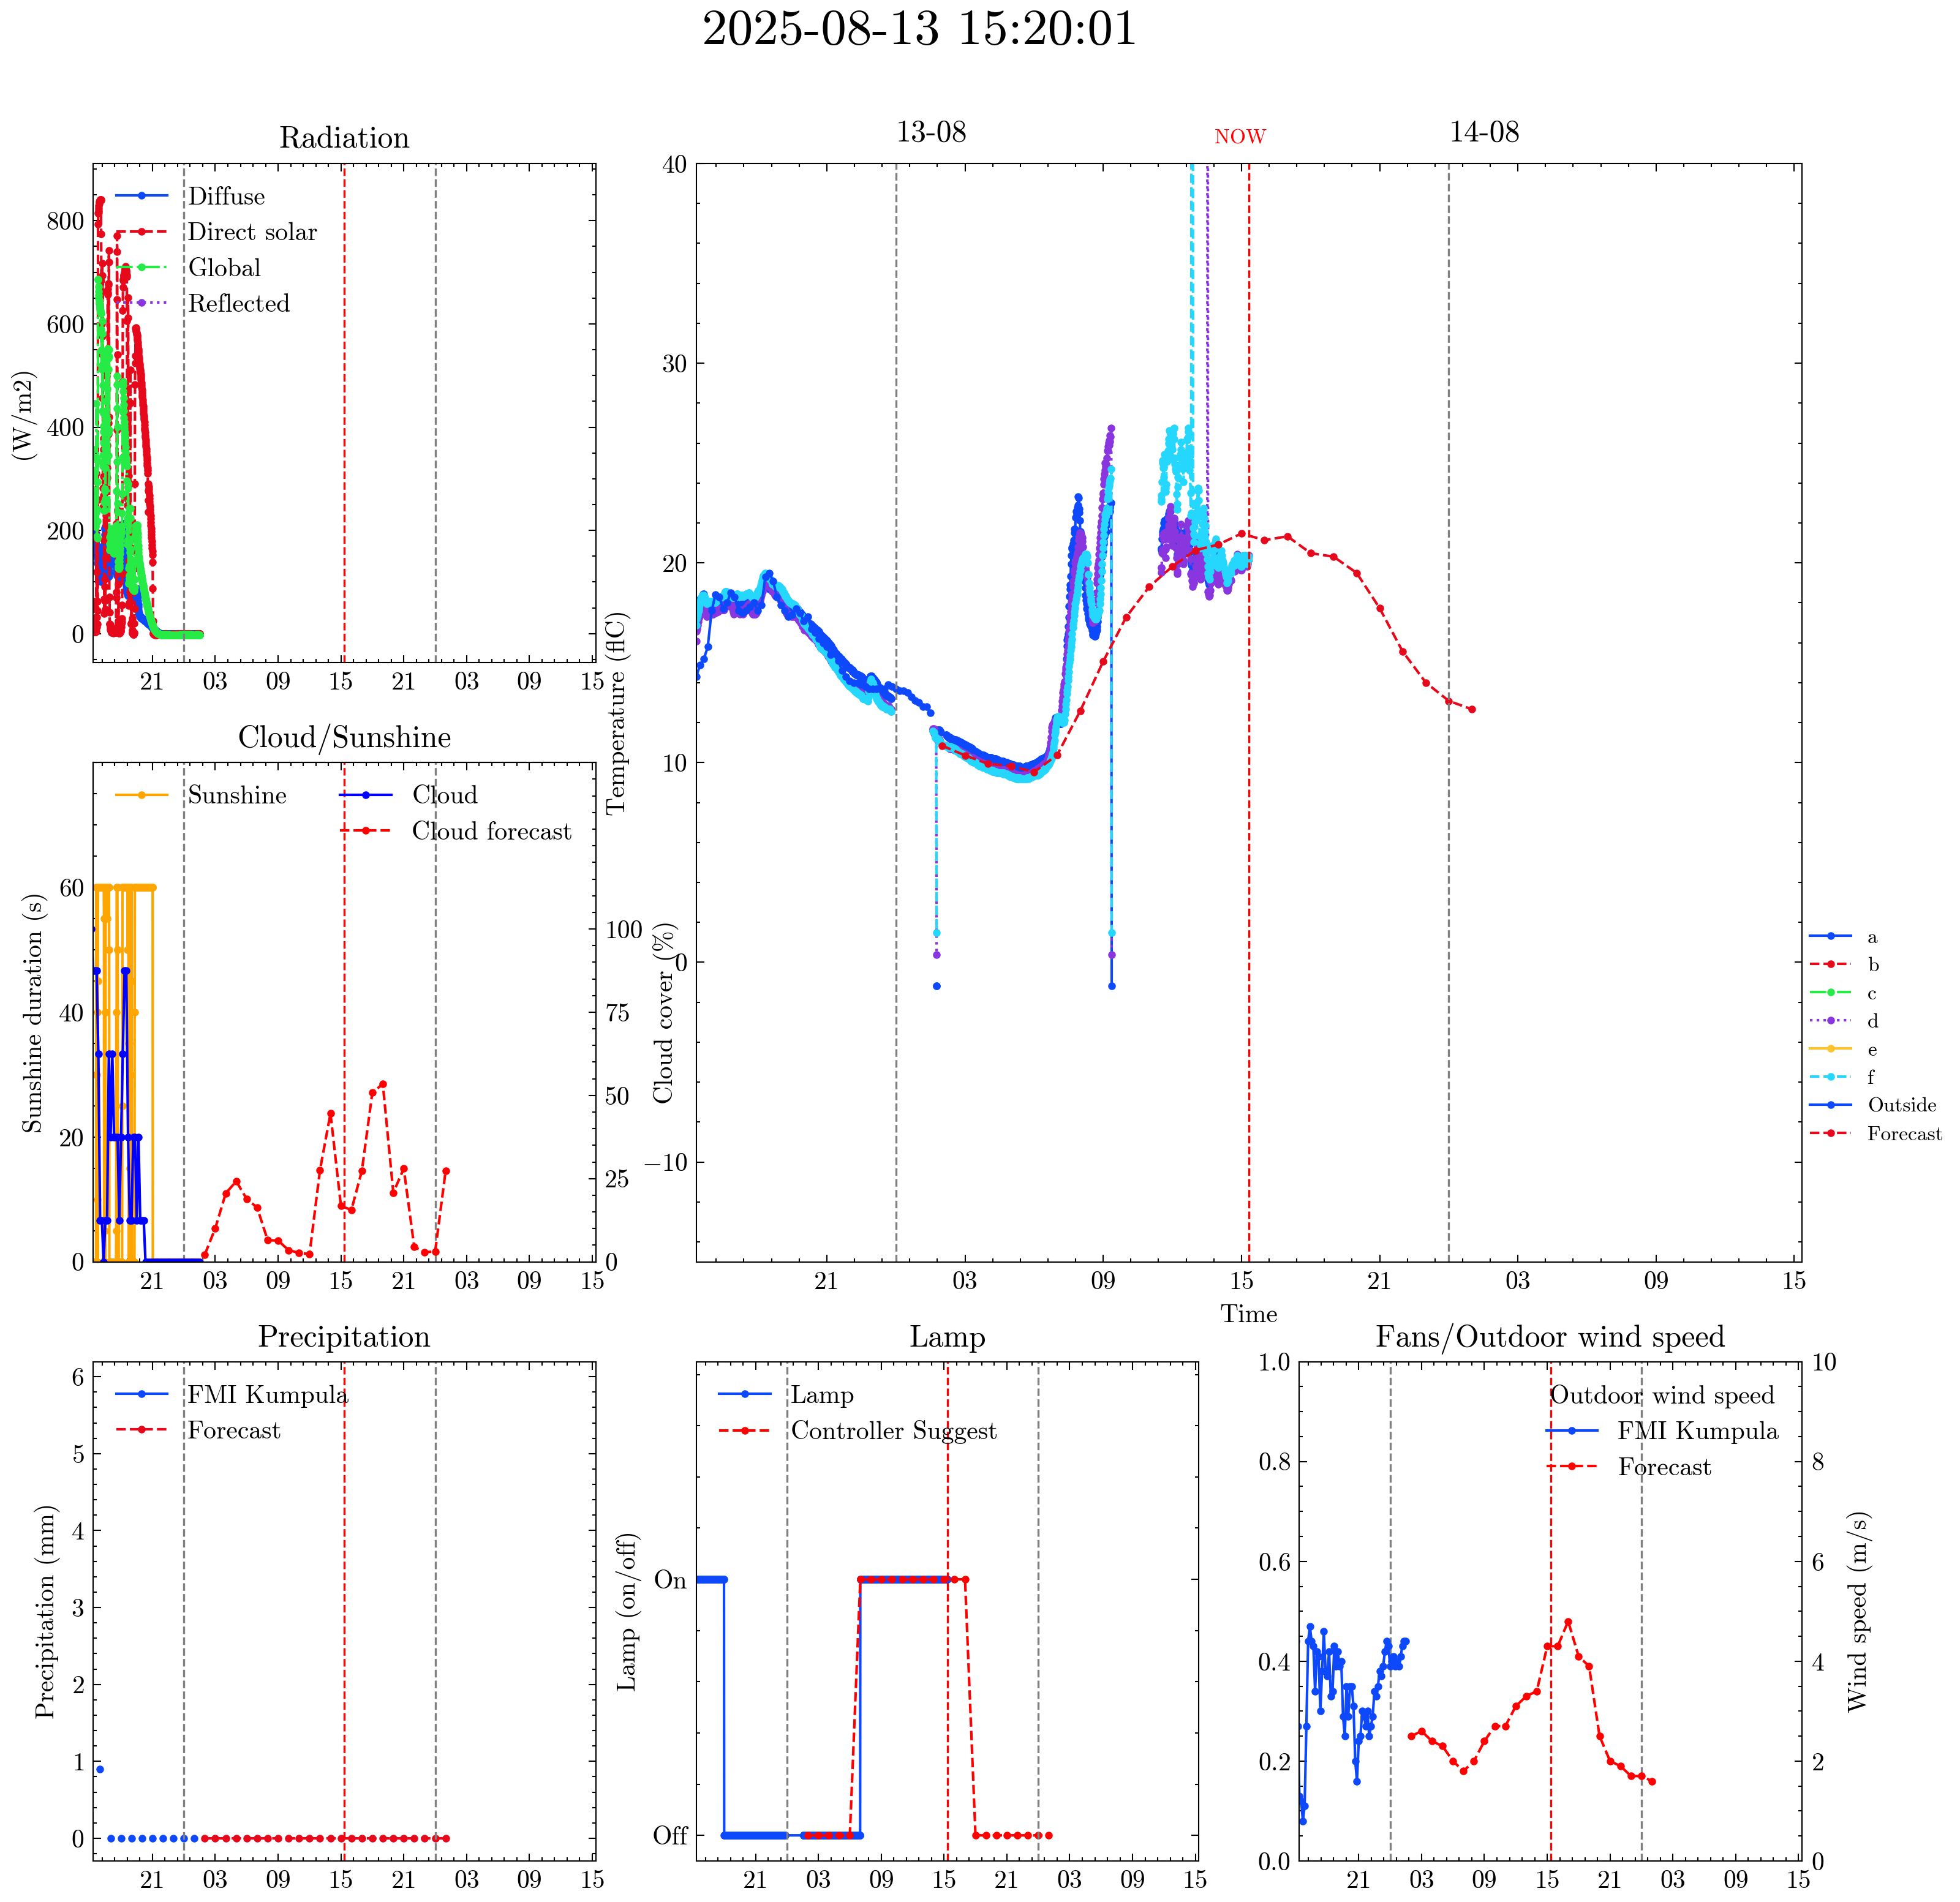 2025-08-13 15:20:01
Radiation
(W/m2)
800
600
400
200
0
Diffuse
Direct solar
Global
Reflected
21 03 09 15 21 03 09 15
13-08
NOW
14-08
Temperature (flC)
40
30
20
10
0
−10
21 03 09 15 21 03 09 15
Time
a
b
c
d
e
f
Outside
Forecast
Cloud/Sunshine
Sunshine duration (s)
60
40
20
0
Sunshine
Cloud
Cloud forecast
100
75
50
25
0
Cloud cover (%)
21 03 09 15 21 03 09 15
Precipitation
Precipitation (mm)
6
5
4
3
2
1
0
FMI Kumpula
Forecast
21 03 09 15 21 03 09 15
Lamp
Lamp (on/off)
On
Off
Lamp
Controller Suggest
21 03 09 15 21 03 09 15
Fans/Outdoor wind speed
1.0
0.8
0.6
0.4
0.2
0.0
Outdoor wind speed
FMI Kumpula
Forecast
10
8
6
4
2
0
Wind speed (m/s)
21 03 09 15 21 03 09 15